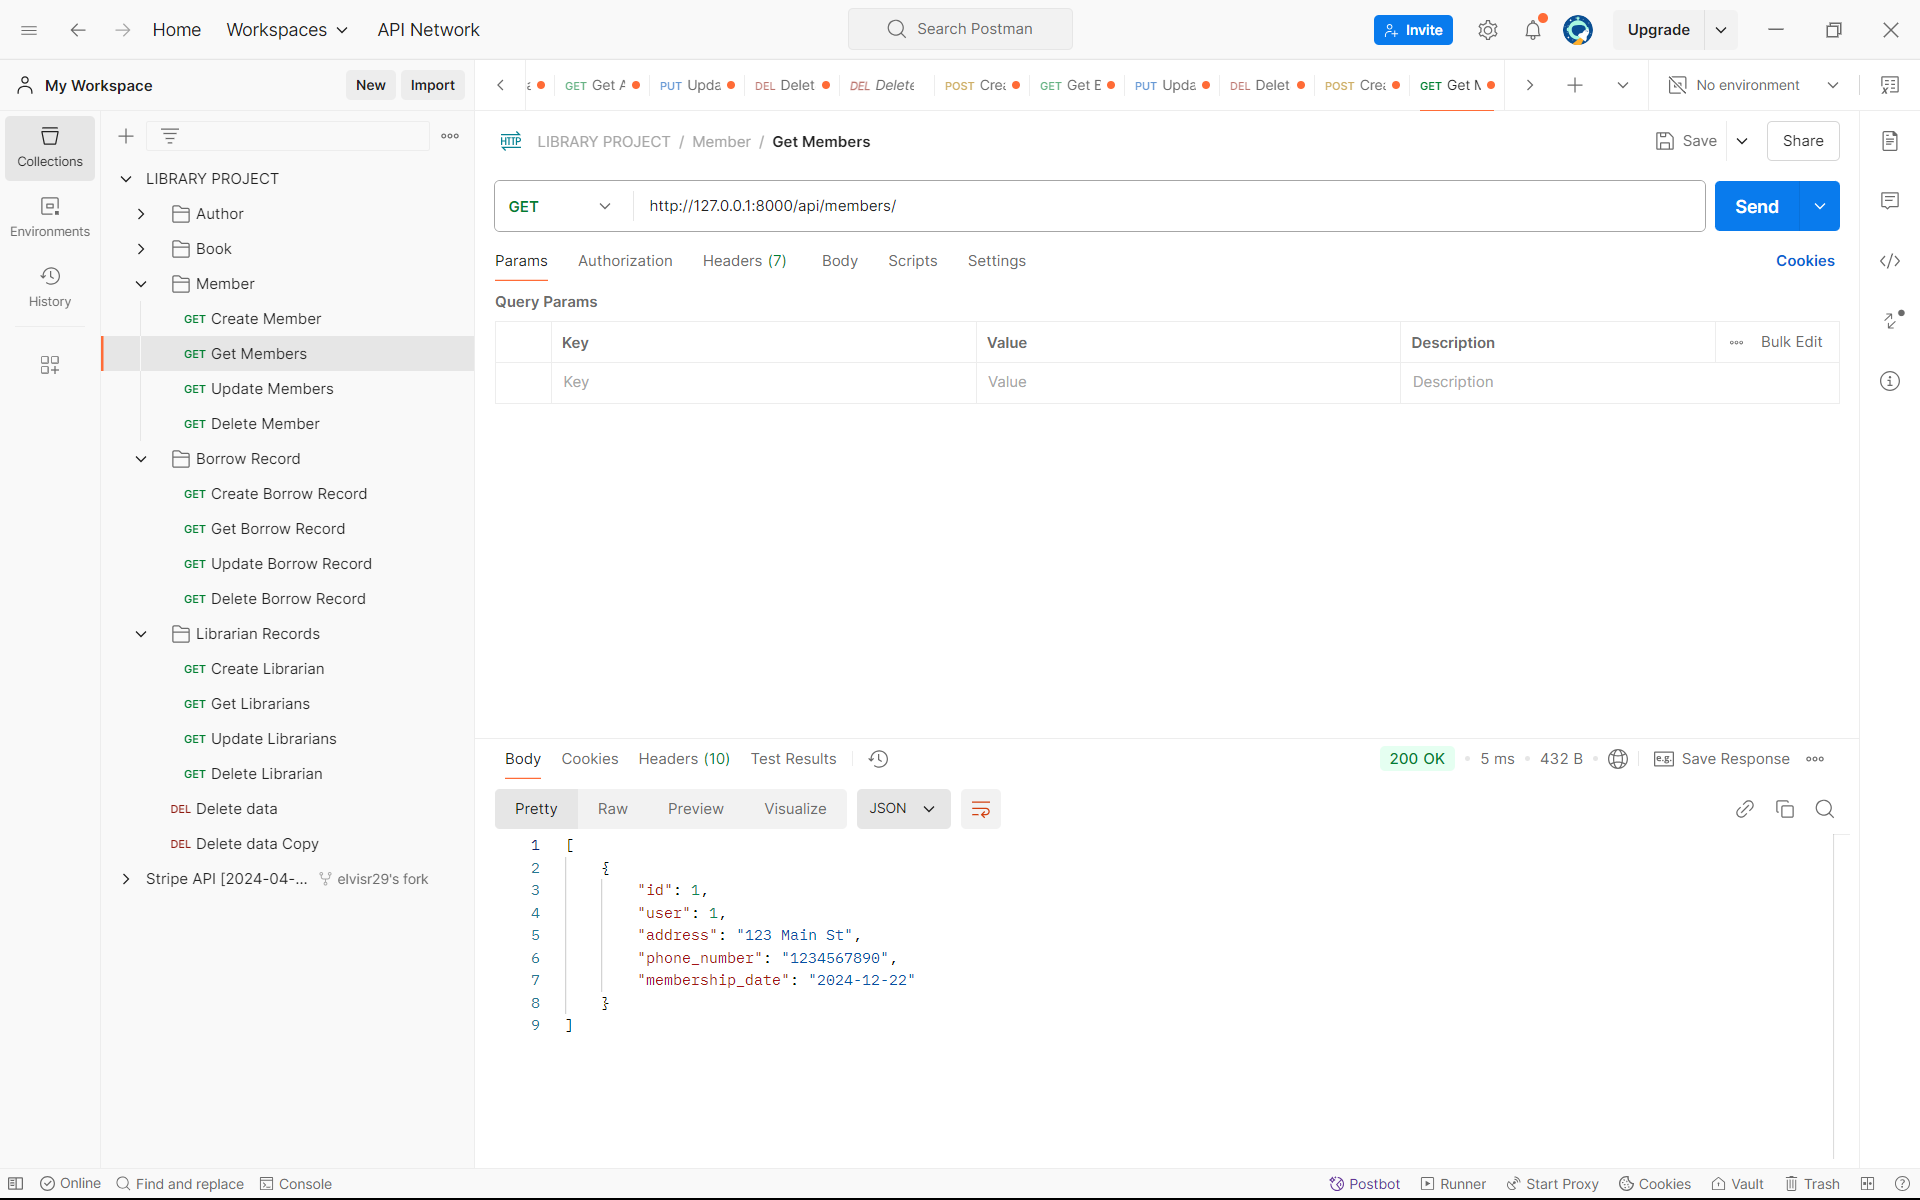 Home Workspaces API Network Search Postman Invite Upgrade
My Workspace New Import
GET Get A PUT Upda DEL Delet DEL Delete POST Crea GET Get B PUT Upda DEL Delet POST Crea GET Get M No environment
Collections
Environments
History
LIBRARY PROJECT
Author
Book
Member
GET Create Member
GET Get Members
GET Update Members
GET Delete Member
Borrow Record
GET Create Borrow Record
GET Get Borrow Record
GET Update Borrow Record
GET Delete Borrow Record
Librarian Records
GET Create Librarian
GET Get Librarians
GET Update Librarians
GET Delete Librarian
DEL Delete data
DEL Delete data Copy
Stripe API [2024-04-... elvisr29's fork
HTTP LIBRARY PROJECT / Member / Get Members Save Share
GET http://127.0.0.1:8000/api/members/ Send
Params Authorization Headers (7) Body Scripts Settings Cookies
Query Params
Key Value Description Bulk Edit
Key Value Description
Body Cookies Headers (10) Test Results 200 OK 5 ms 432 B e.g. Save Response
Pretty Raw Preview Visualize JSON
1 [
2 {
3 "id": 1,
4 "user": 1,
5 "address": "123 Main St",
6 "phone_number": "1234567890",
7 "membership_date": "2024-12-22"
8 }
9 ]
Online Find and replace Console Postbot Runner Start Proxy Cookies Vault Trash